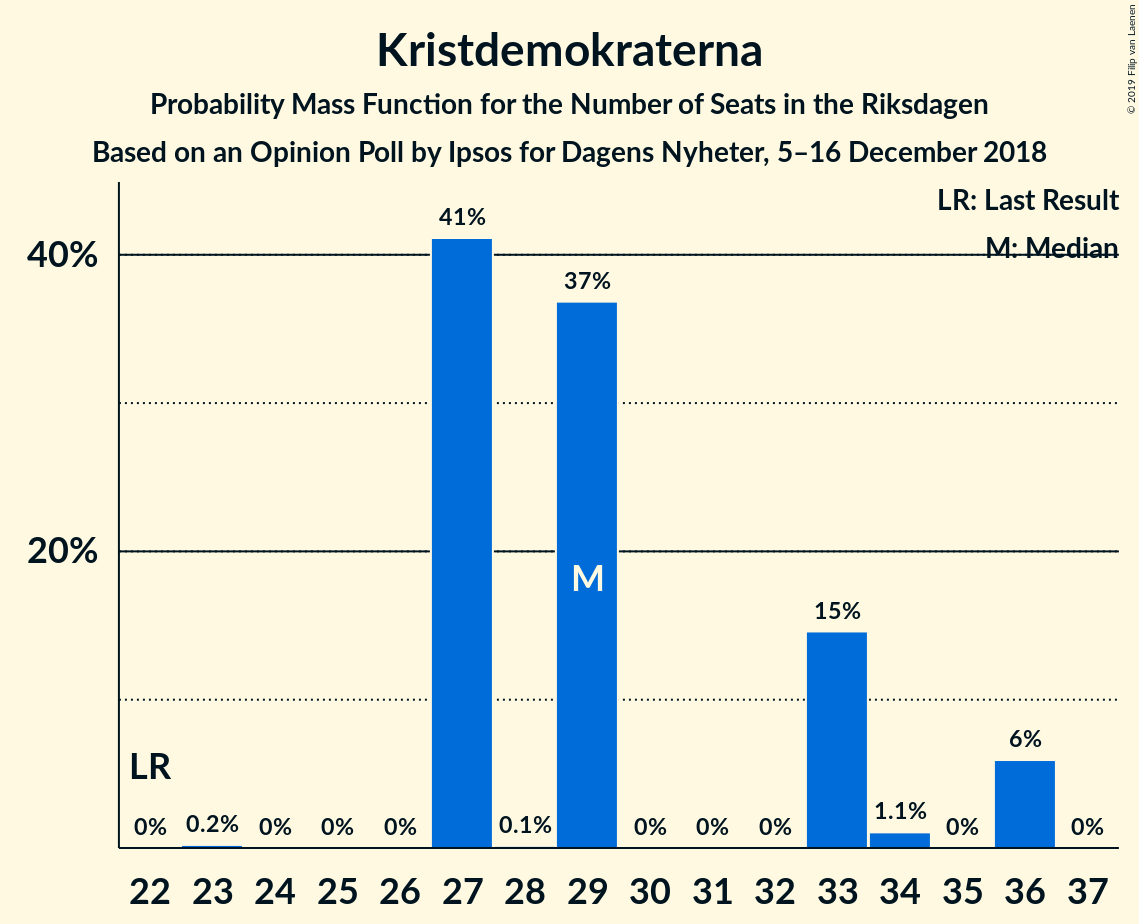 Kristdemokraterna
Probability Mass Function for the Number of Seats in the Riksdagen
Based on an Opinion Poll by Ipsos for Dagens Nyheter, 5–16 December 2018
© 2019 Filip van Laenen
LR: Last Result
M: Median
40%
20%
41%
37%
M
15%
6%
LR
0% 0.2% 0% 0% 0% 0.1% 0% 0% 0% 1.1% 0% 0%
22 23 24 25 26 27 28 29 30 31 32 33 34 35 36 37